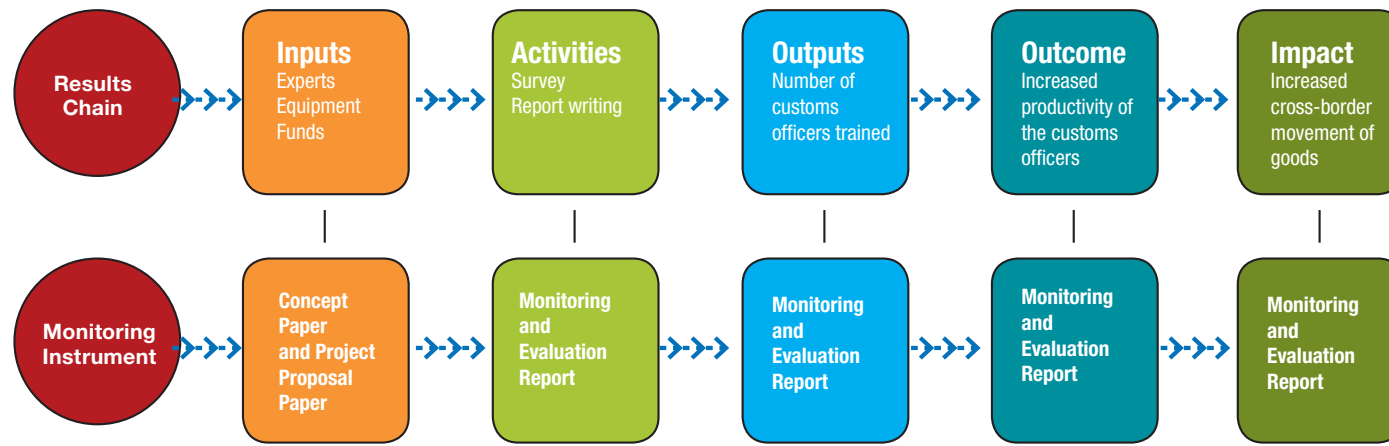 Results
Chain
Inputs
Experts
Equipment
Funds
Activities
Survey
Report writing
Outputs
Number of
customs
officers trained
Outcome
Increased
productivity of
the customs
officers
Impact
Increased
cross-border
movement of
goods
Monitoring
Instrument
Concept
Paper
and Project
Proposal
Paper
Monitoring
and
Evaluation
Report
Monitoring
and
Evaluation
Report
Monitoring
and
Evaluation
Report
Monitoring
and
Evaluation
Report